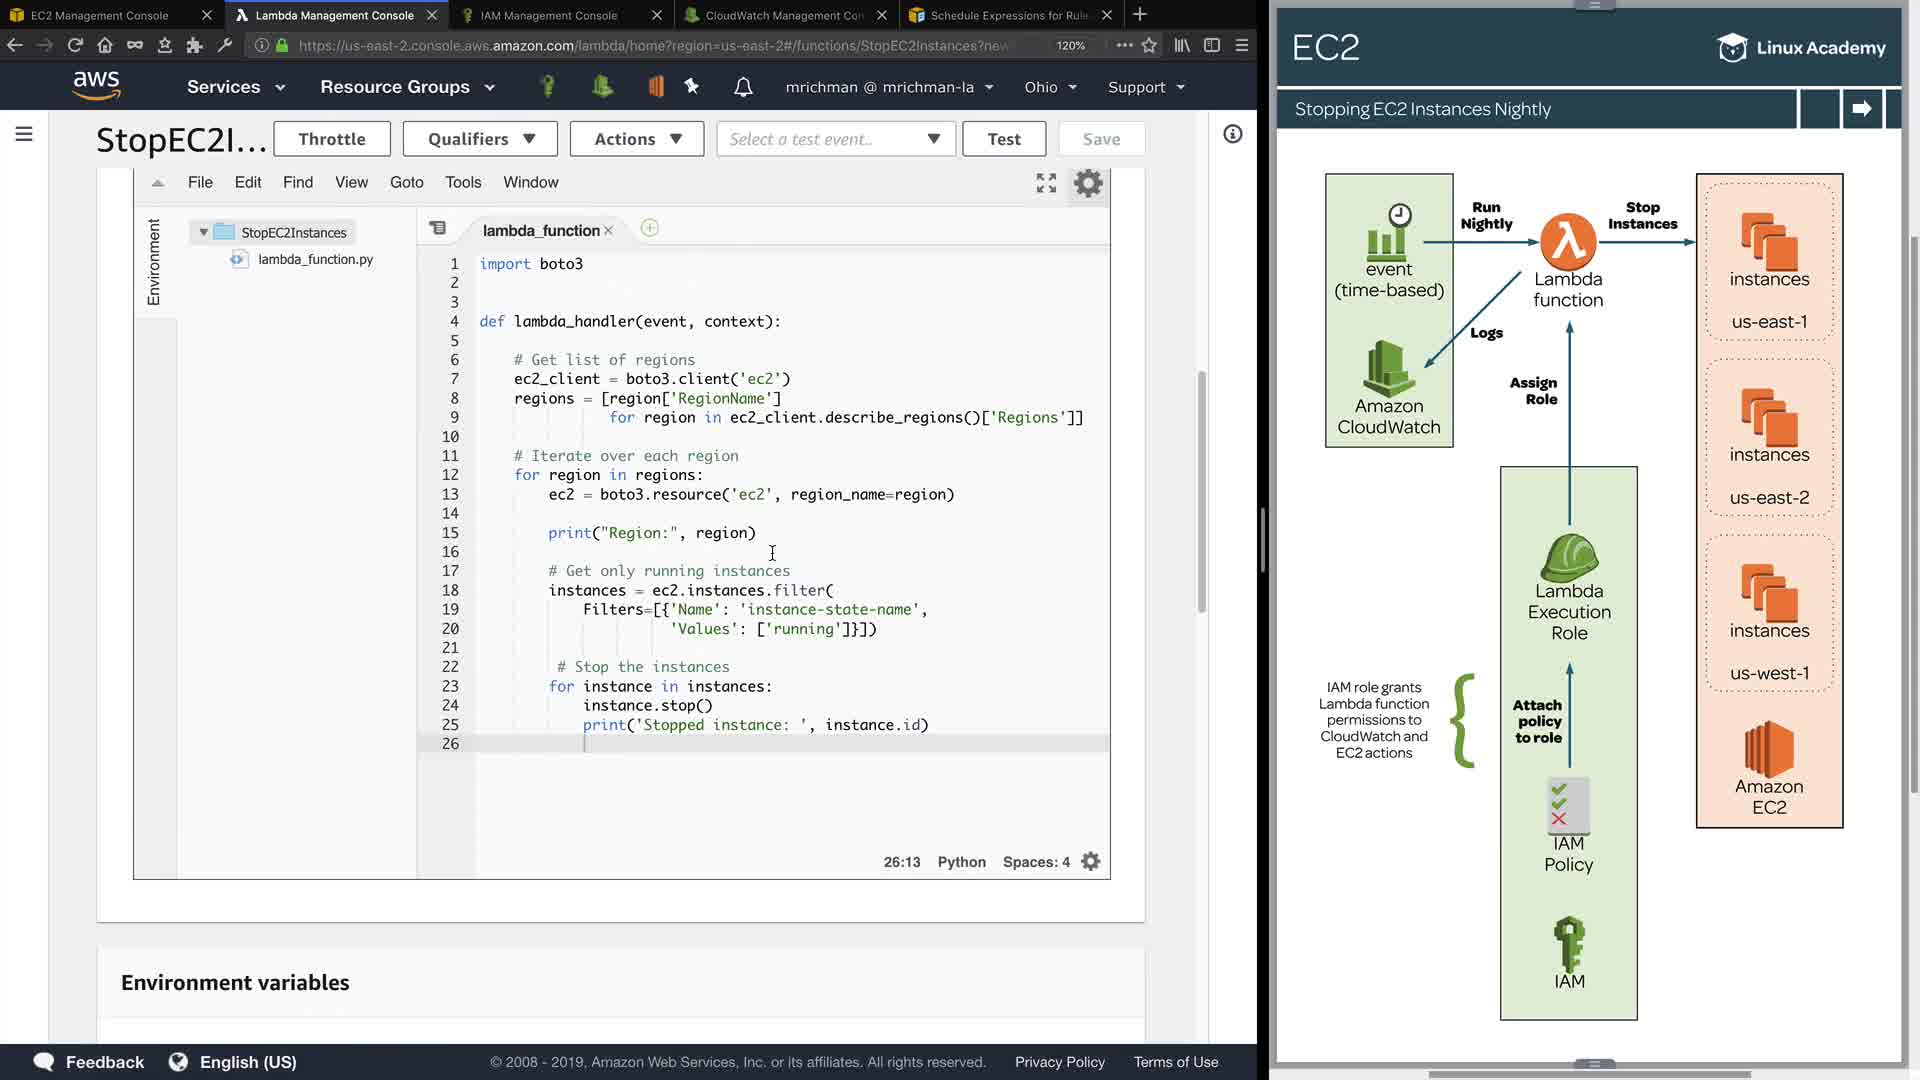 EC2 Management Console
Lambda Management Console
IAM Management Console
CloudWatch Management Con
Schedule Expressions for Rule
https://us-east-2.console.aws.amazon.com/lambda/home?region=us-east-2#/functions/StopEC2Instances?new
120%
aws
Services
Resource Groups
mrichman @ mrichman-la
Ohio
Support
StopEC2I...
Throttle
Qualifiers
Actions
Select a test event..
Test
Save
File Edit Find View Goto Tools Window
Environment
StopEC2Instances
lambda_function.py
lambda_function
1 import boto3
2
3
4 def lambda_handler(event, context):
5
6 # Get list of regions
7 ec2_client = boto3.client('ec2')
8 regions = [region['RegionName']
9 for region in ec2_client.describe_regions()['Regions']]
10
11 # Iterate over each region
12 for region in regions:
13 ec2 = boto3.resource('ec2', region_name=region)
14
15 print("Region:", region)
16
17 # Get only running instances
18 instances = ec2.instances.filter(
19 Filters=[{'Name': 'instance-state-name',
20 'Values': ['running']}])
21
22 # Stop the instances
23 for instance in instances:
24 instance.stop()
25 print('Stopped instance: ', instance.id)
26
26:13 Python Spaces: 4
Environment variables
Feedback
English (US)
© 2008 - 2019, Amazon Web Services, Inc. or its affiliates. All rights reserved.
Privacy Policy
Terms of Use
EC2
Linux Academy
Stopping EC2 Instances Nightly
event
(time-based)
Run
Nightly
Lambda
function
Stop
Instances
instances
us-east-1
Logs
Amazon
CloudWatch
Assign
Role
instances
us-east-2
Lambda
Execution
Role
instances
us-west-1
IAM role grants
Lambda function
permissions to
CloudWatch and
EC2 actions
Attach
policy
to role
Amazon
EC2
IAM
Policy
IAM